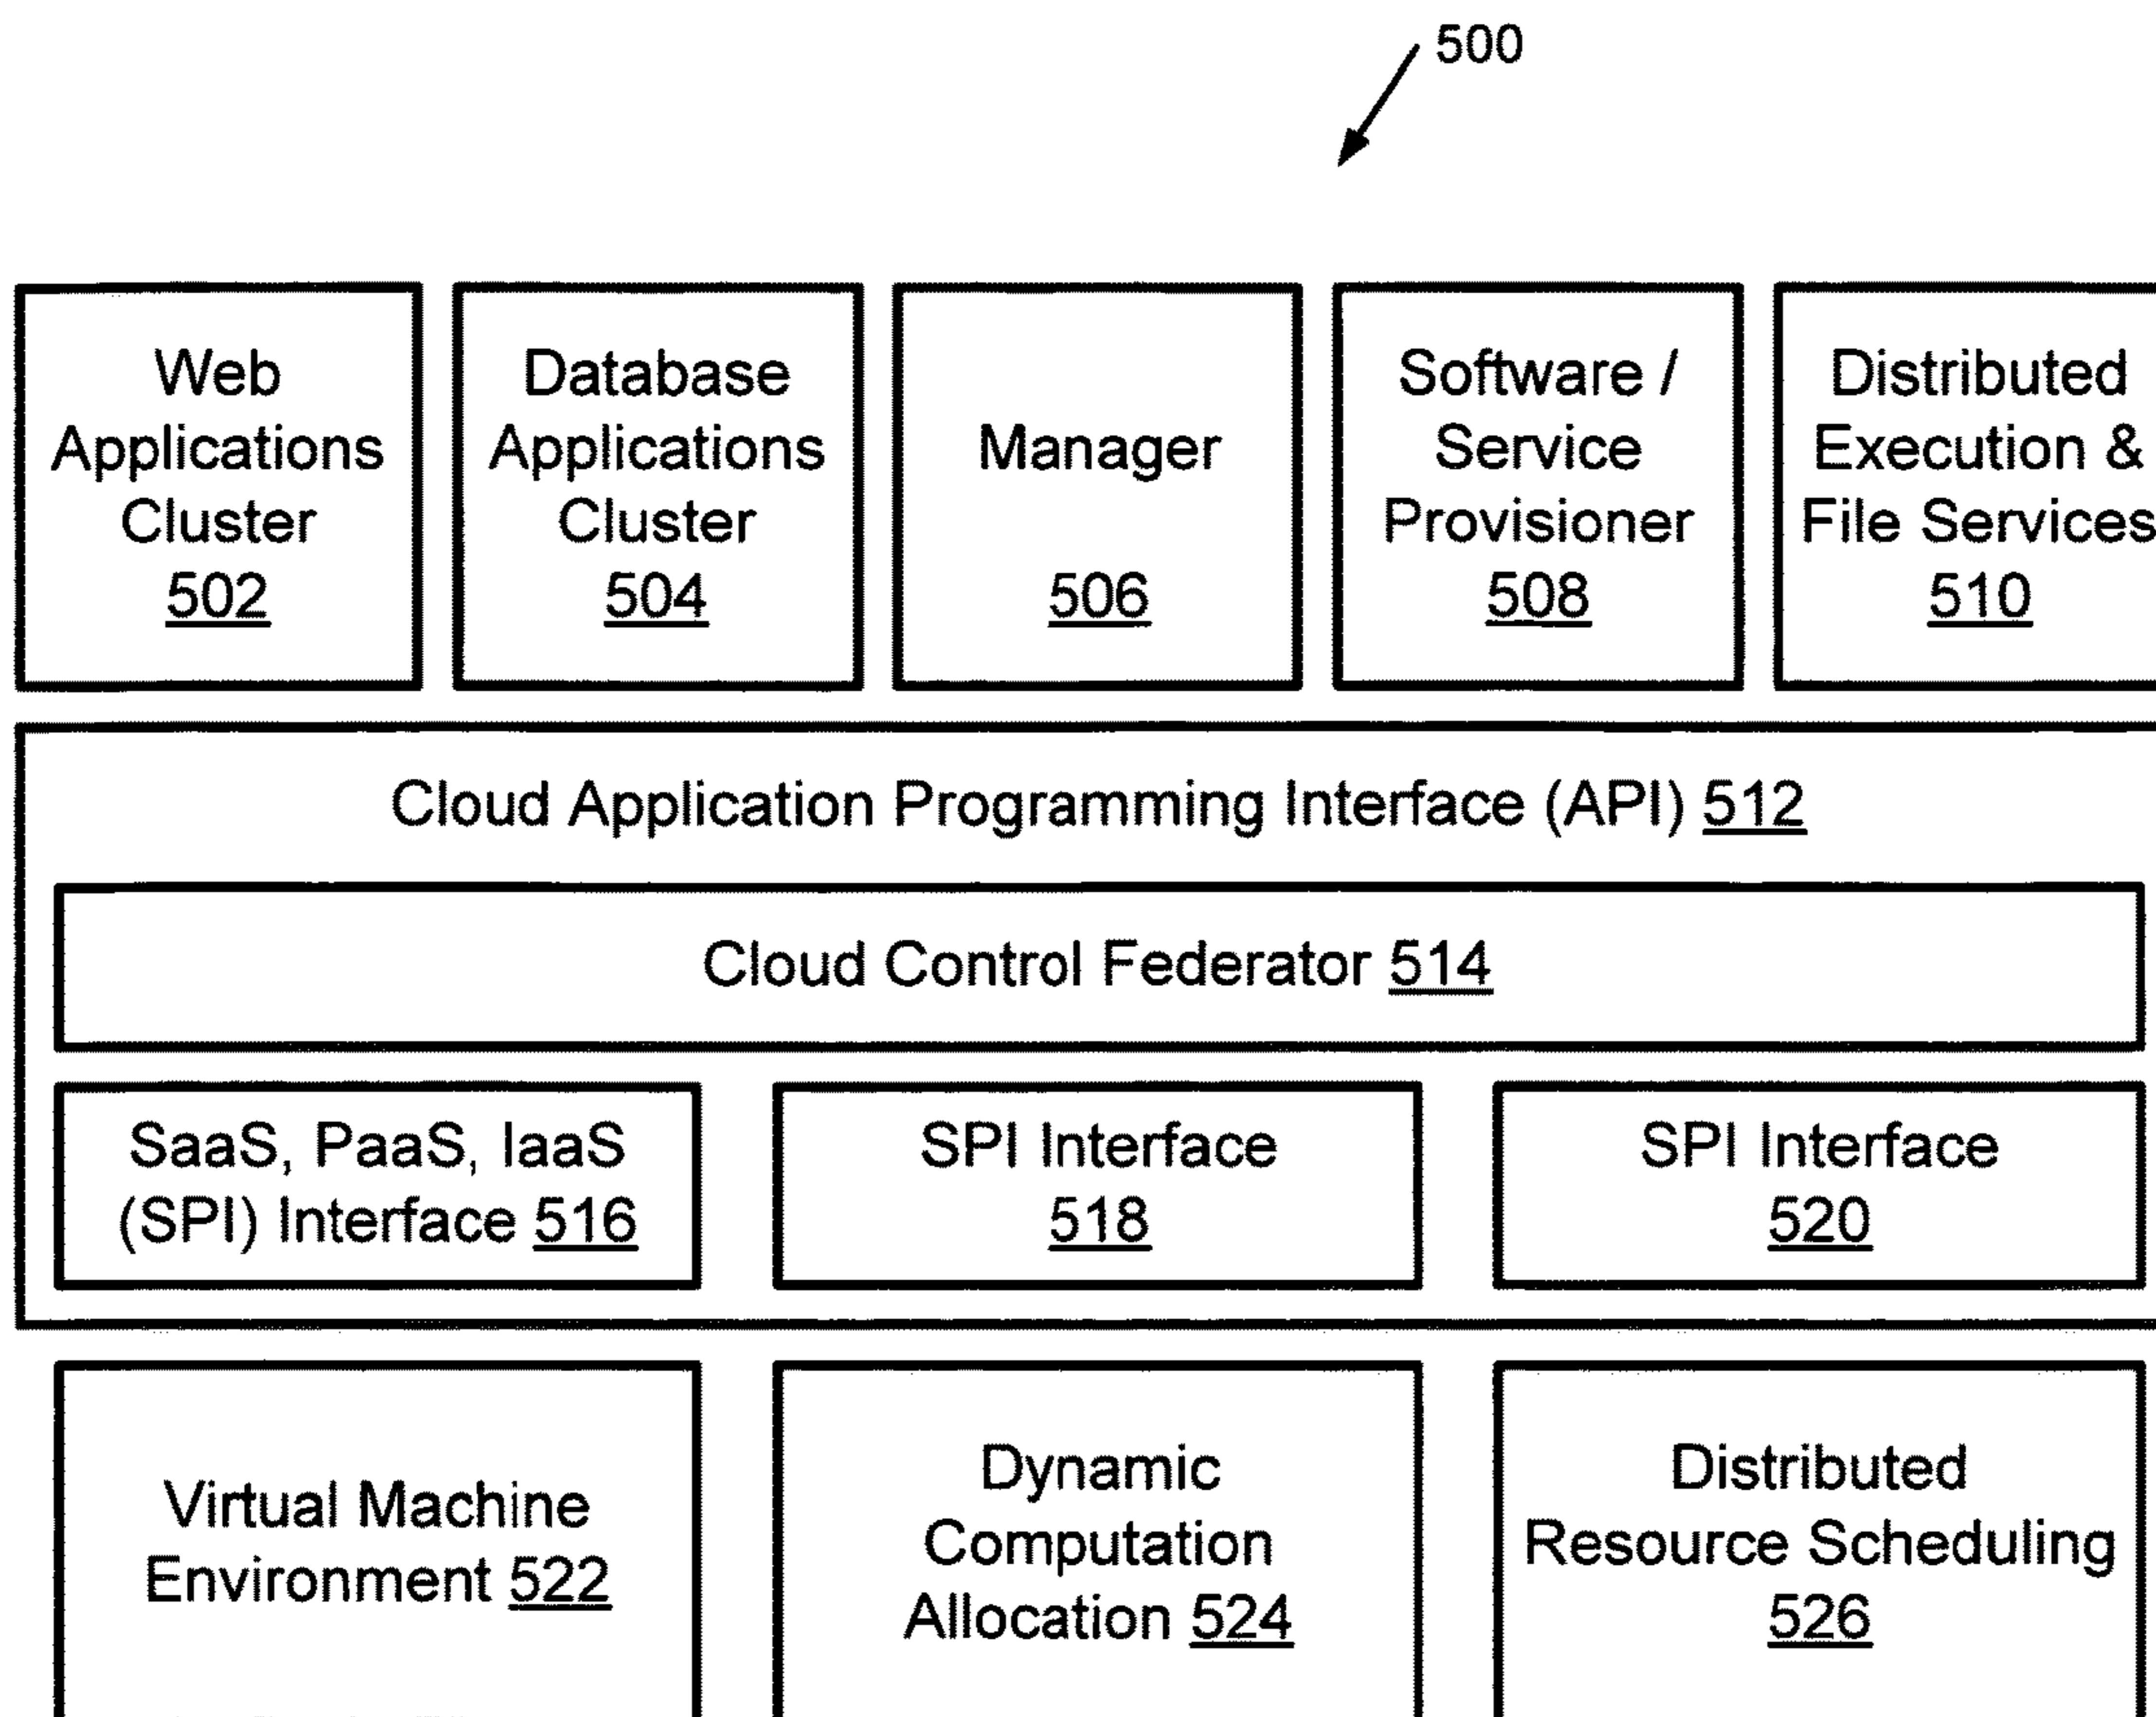 500
Web
Applications
Cluster
502
Database
Applications
Cluster
504
Manager
506
Software /
Service
Provisioner
508
Distributed
Execution &
File Services
510
Cloud Application Programming Interface (API) 512
Cloud Control Federator 514
SaaS, PaaS, IaaS
(SPI) Interface 516
SPI Interface
518
SPI Interface
520
Virtual Machine
Environment 522
Dynamic
Computation
Allocation 524
Distributed
Resource Scheduling
526